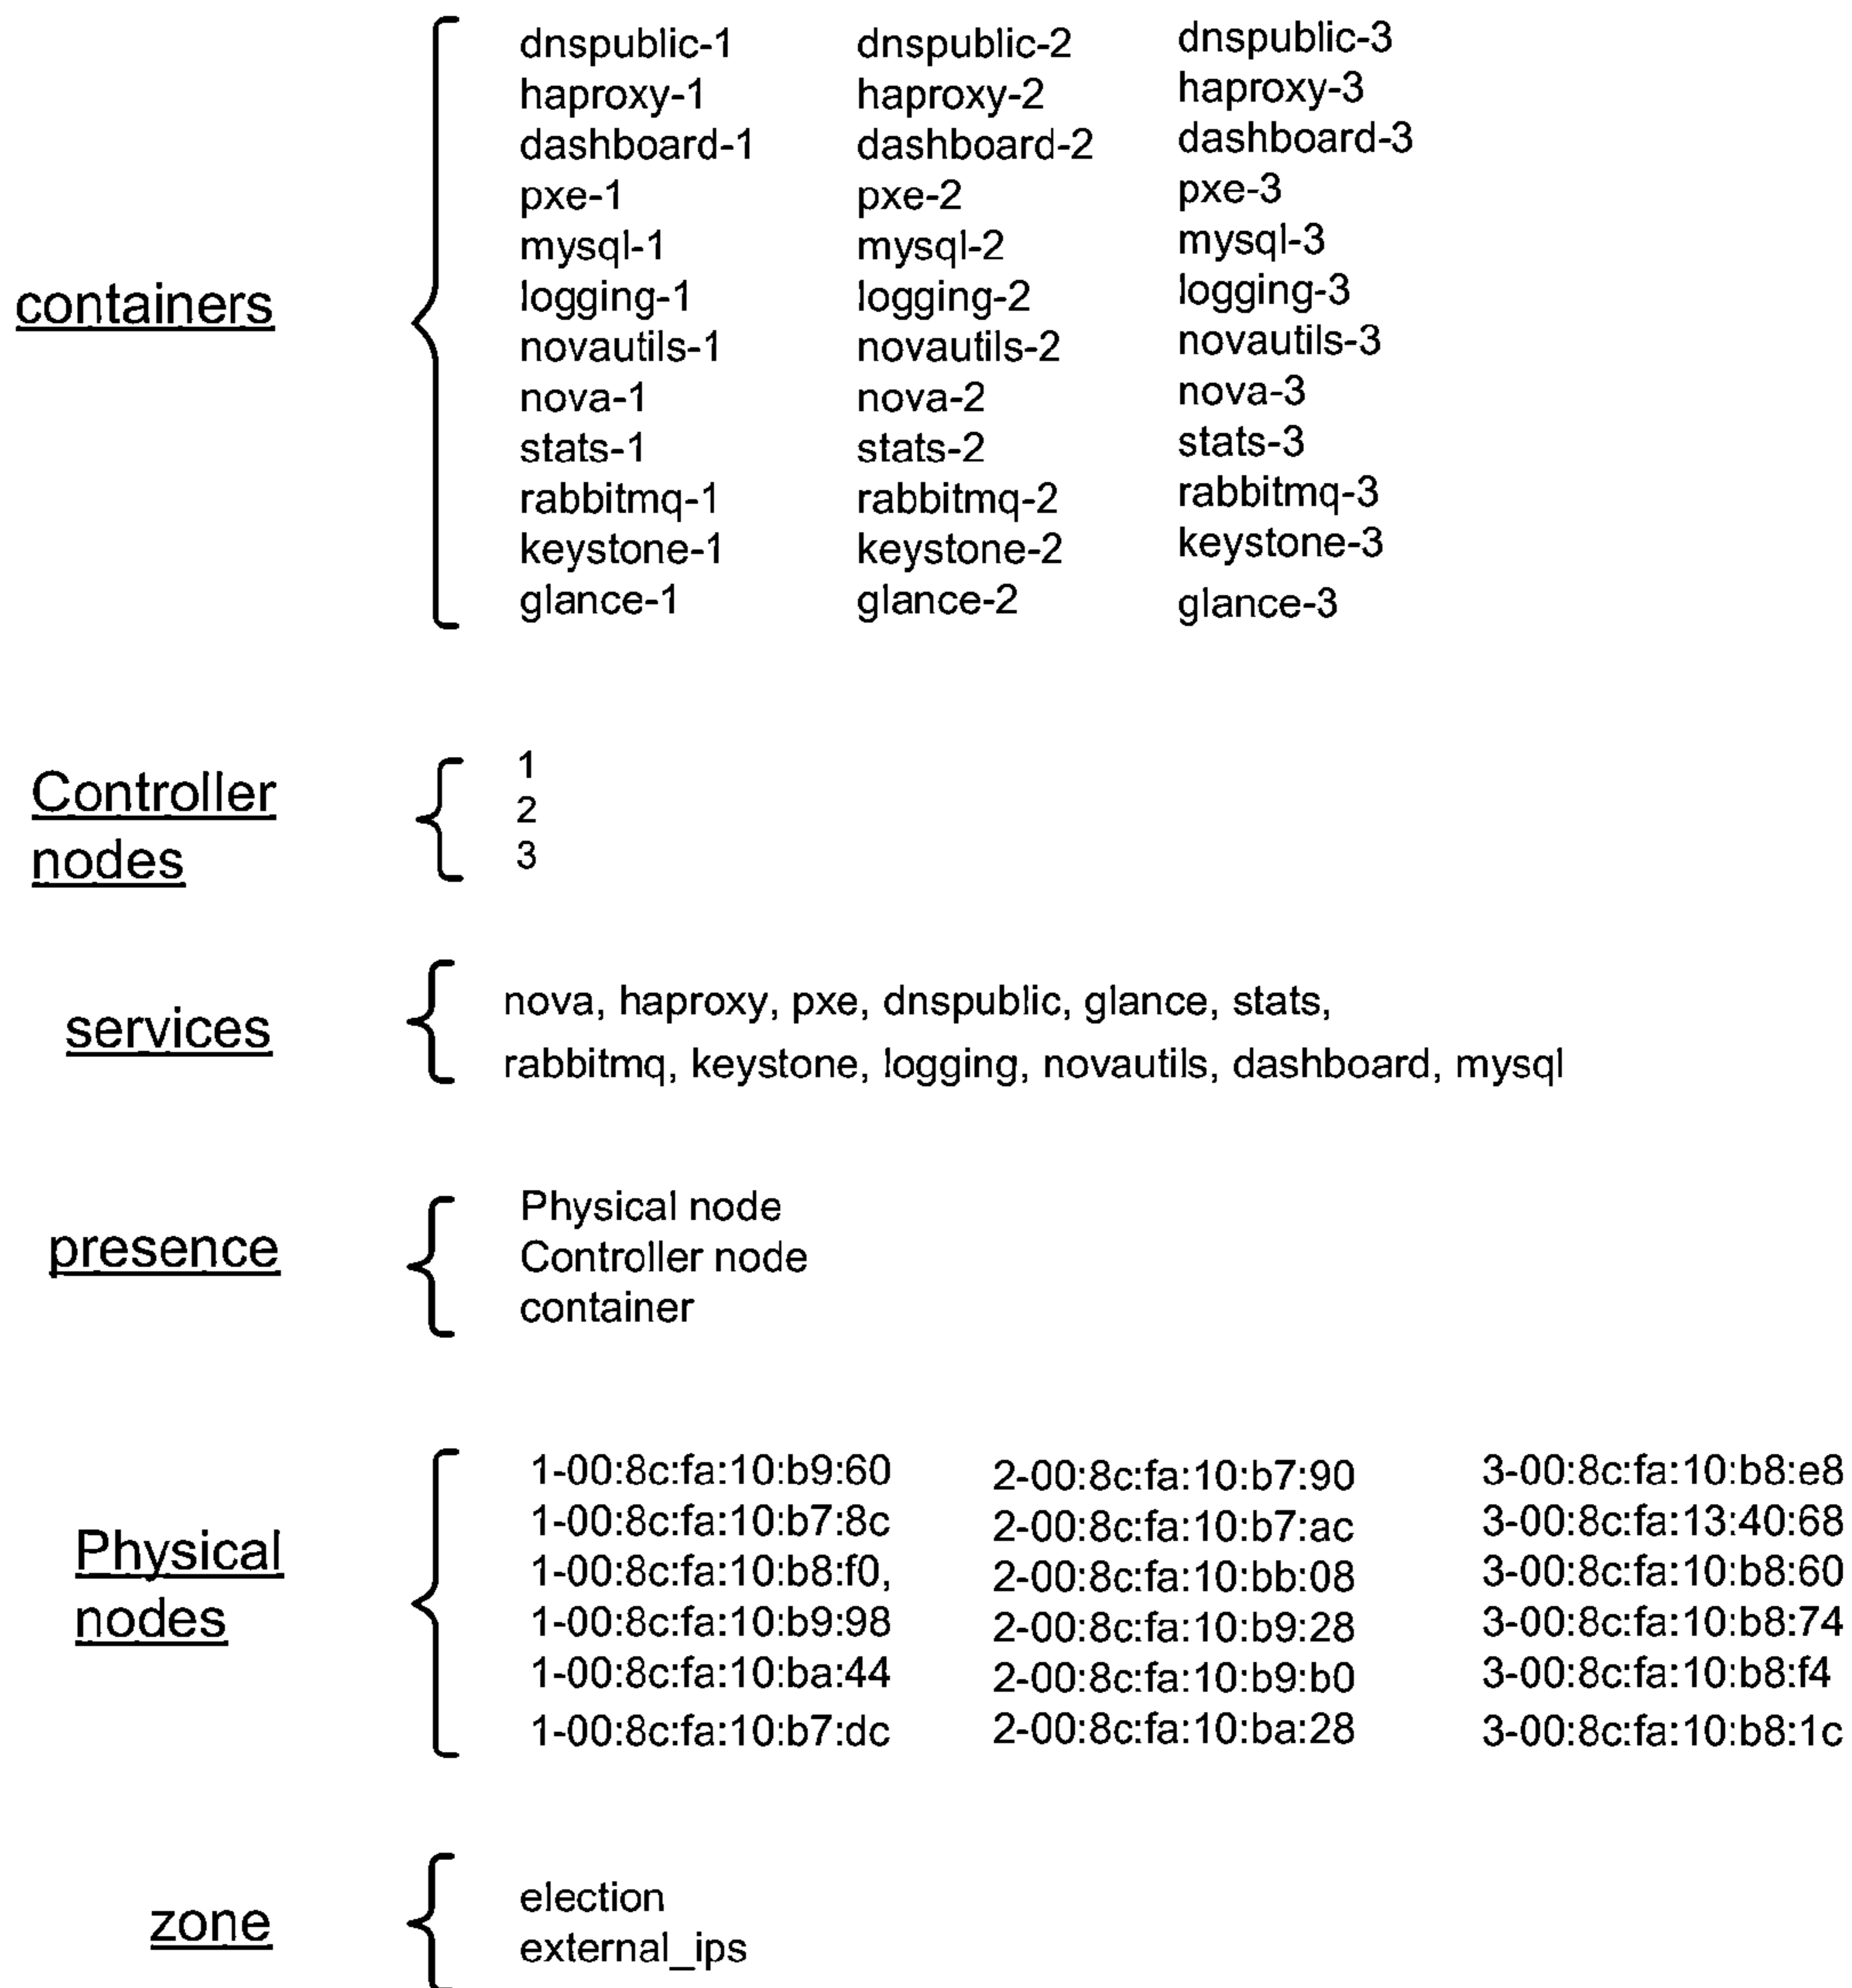 containers
dnspublic-1 dnspublic-2 dnspublic-3
haproxy-1 haproxy-2 haproxy-3
dashboard-1 dashboard-2 dashboard-3
pxe-1 pxe-2 pxe-3
mysql-1 mysql-2 mysql-3
logging-1 logging-2 logging-3
novautils-1 novautils-2 novautils-3
nova-1 nova-2 nova-3
stats-1 stats-2 stats-3
rabbitmq-1 rabbitmq-2 rabbitmq-3
keystone-1 keystone-2 keystone-3
glance-1 glance-2 glance-3
Controller
nodes
1
2
3
services
nova, haproxy, pxe, dnspublic, glance, stats,
rabbitmq, keystone, logging, novautils, dashboard, mysql
presence
Physical node
Controller node
container
Physical
nodes
1-00:8c:fa:10:b9:60 2-00:8c:fa:10:b7:90 3-00:8c:fa:10:b8:e8
1-00:8c:fa:10:b7:8c 2-00:8c:fa:10:b7:ac 3-00:8c:fa:13:40:68
1-00:8c:fa:10:b8:f0, 2-00:8c:fa:10:bb:08 3-00:8c:fa:10:b8:60
1-00:8c:fa:10:b9:98 2-00:8c:fa:10:b9:28 3-00:8c:fa:10:b8:74
1-00:8c:fa:10:ba:44 2-00:8c:fa:10:b9:b0 3-00:8c:fa:10:b8:f4
1-00:8c:fa:10:b7:dc 2-00:8c:fa:10:ba:28 3-00:8c:fa:10:b8:1c
zone
election
external_ips